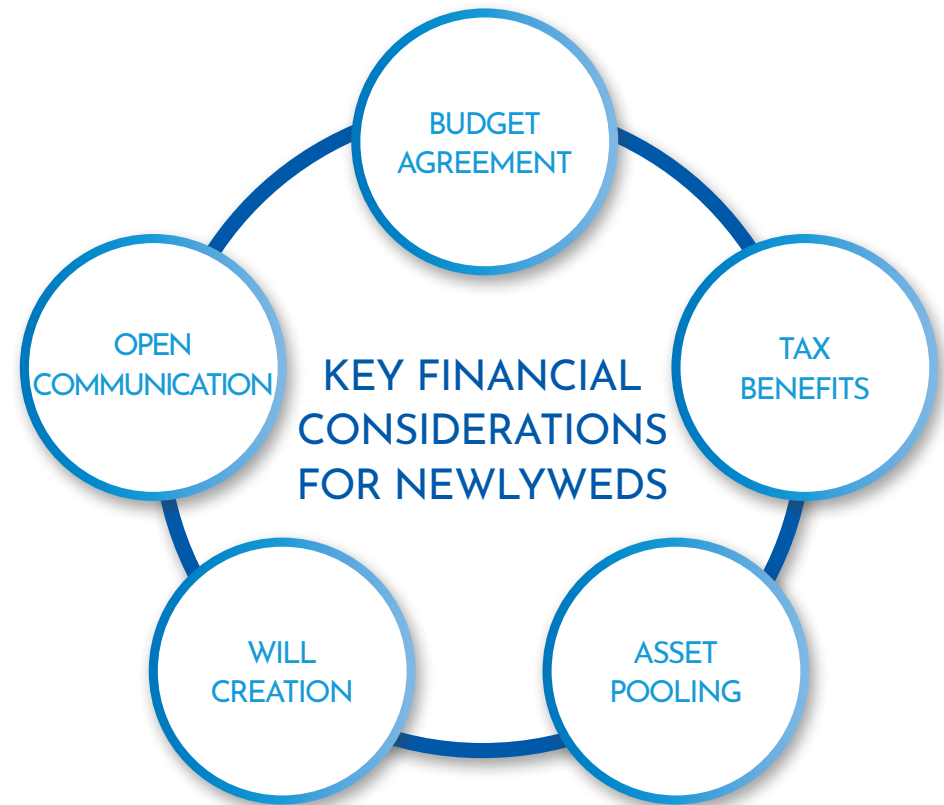 BUDGET
AGREEMENT
TAX
BENEFITS
ASSET
POOLING
WILL
CREATION
OPEN
COMMUNICATION
KEY FINANCIAL
CONSIDERATIONS
FOR NEWLYWEDS